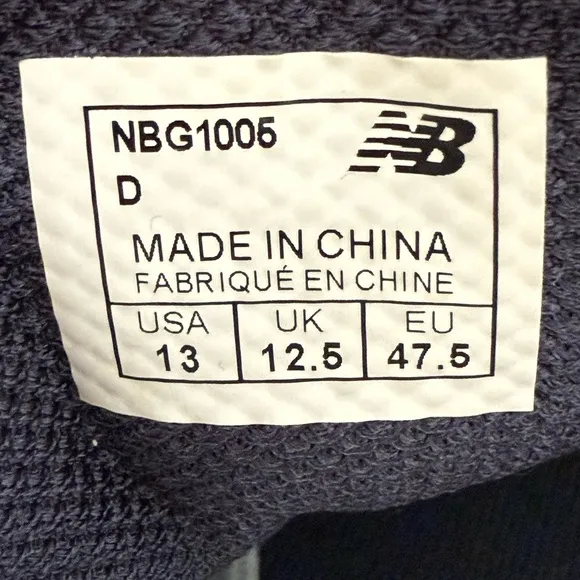 NBG1005
NB
D
MADE IN CHINA
FABRIQUÉ EN CHINE
USA UK EU
13 12.5 47.5